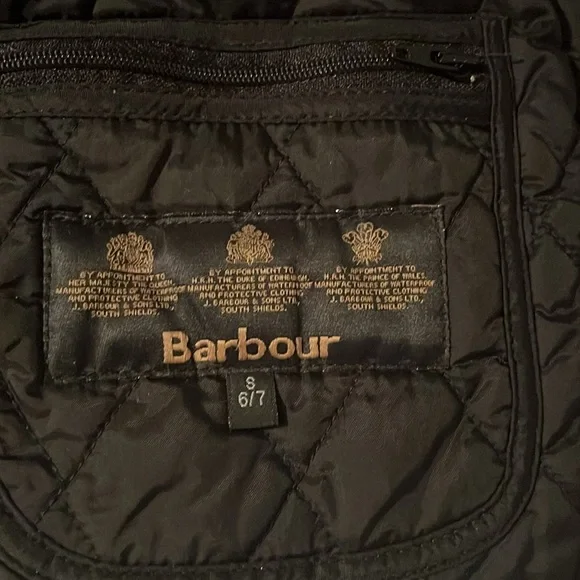 BY APPOINTMENT TO
HER MAJESTY THE QUEEN
MANUFACTURERS OF WATERPROOF
AND PROTECTIVE CLOTHING
J. BARBOUR & SONS LTD.
SOUTH SHIELDS.
BY APPOINTMENT TO
H.R.H. THE DUKE OF EDINBURGH
MANUFACTURERS OF WATERPROOF
AND PROTECTIVE CLOTHING
J. BARBOUR & SONS LTD.
SOUTH SHIELDS.
BY APPOINTMENT TO
H.R.H. THE PRINCE OF WALES
MANUFACTURERS OF WATERPROOF
AND PROTECTIVE CLOTHING
J. BARBOUR & SONS LTD.
SOUTH SHIELDS.
Barbour
S
6/7